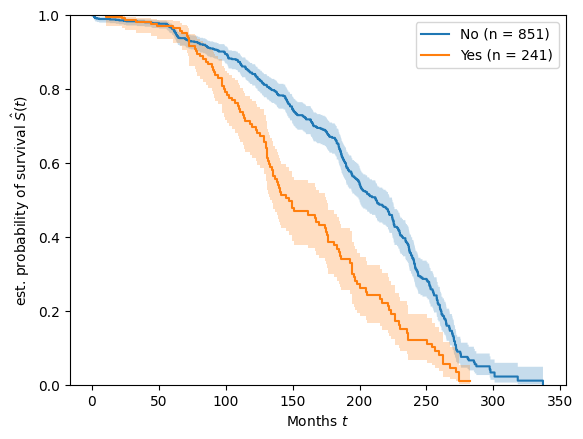 No (n = 851)
Yes (n = 241)
est. probability of survival Ŝ(t)
1.0
0.8
0.6
0.4
0.2
0.0
0 50 100 150 200 250 300 350
Months t